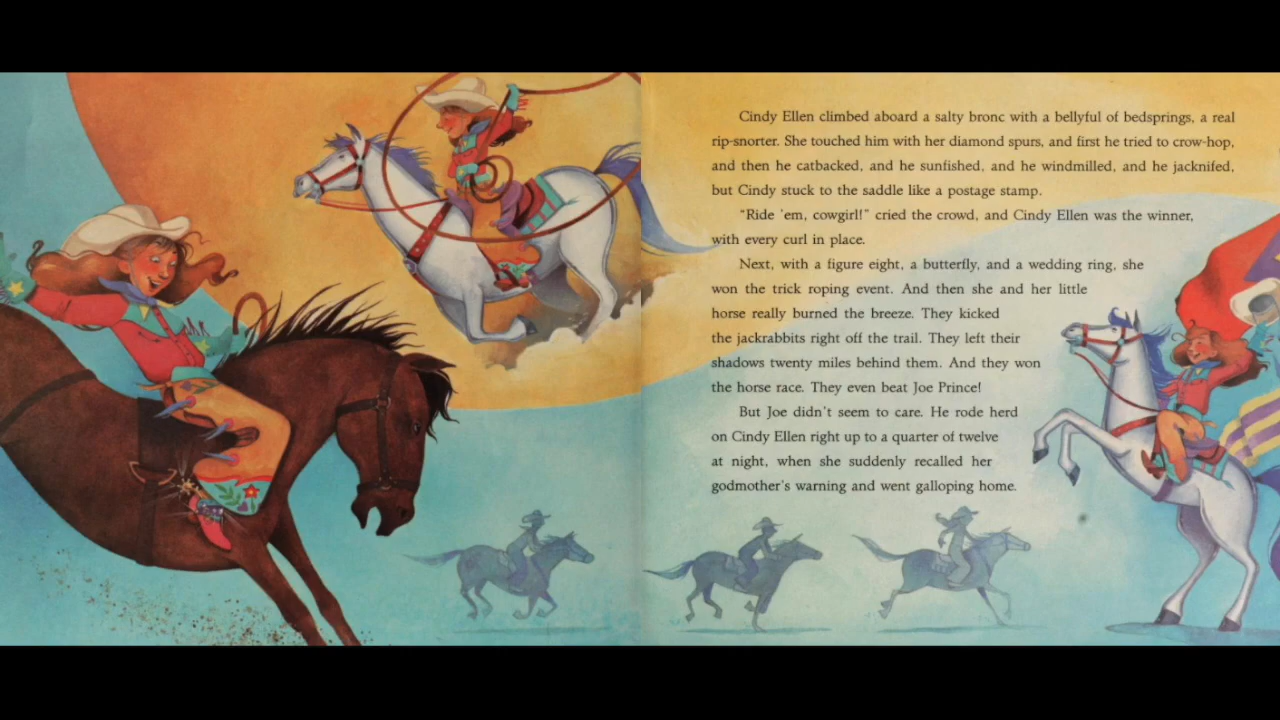 Cindy Ellen climbed aboard a salty bronc with a bellyful of bedsprings, a real
rip-snorter. She touched him with her diamond spurs, and first he tried to crow-hop,
and then he catbacked, and he sunfished, and he windmilled, and he jacknifed,
but Cindy stuck to the saddle like a postage stamp.
“Ride ’em, cowgirl!” cried the crowd, and Cindy Ellen was the winner,
with every curl in place.
Next, with a figure eight, a butterfly, and a wedding ring, she
won the trick roping event. And then she and her little
horse really burned the breeze. They kicked
the jackrabbits right off the trail. They left their
shadows twenty miles behind them. And they won
the horse race. They even beat Joe Prince!
But Joe didn’t seem to care. He rode herd
on Cindy Ellen right up to a quarter of twelve
at night, when she suddenly recalled her
godmother’s warning and went galloping home.